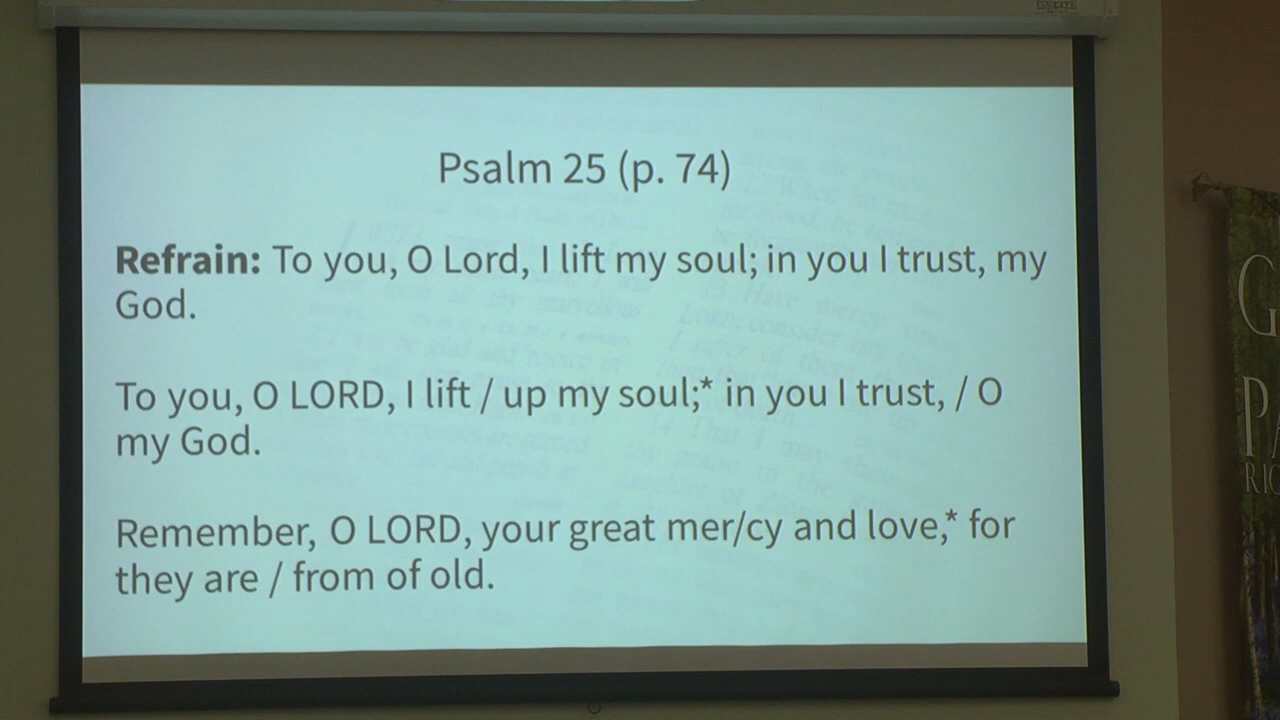 Psalm 25 (p. 74)
Refrain: To you, O Lord, I lift my soul; in you I trust, my
God.
To you, O LORD, I lift / up my soul;* in you I trust, / O
my God.
Remember, O LORD, your great mer/cy and love,* for
they are / from of old.
G
PA
RIG